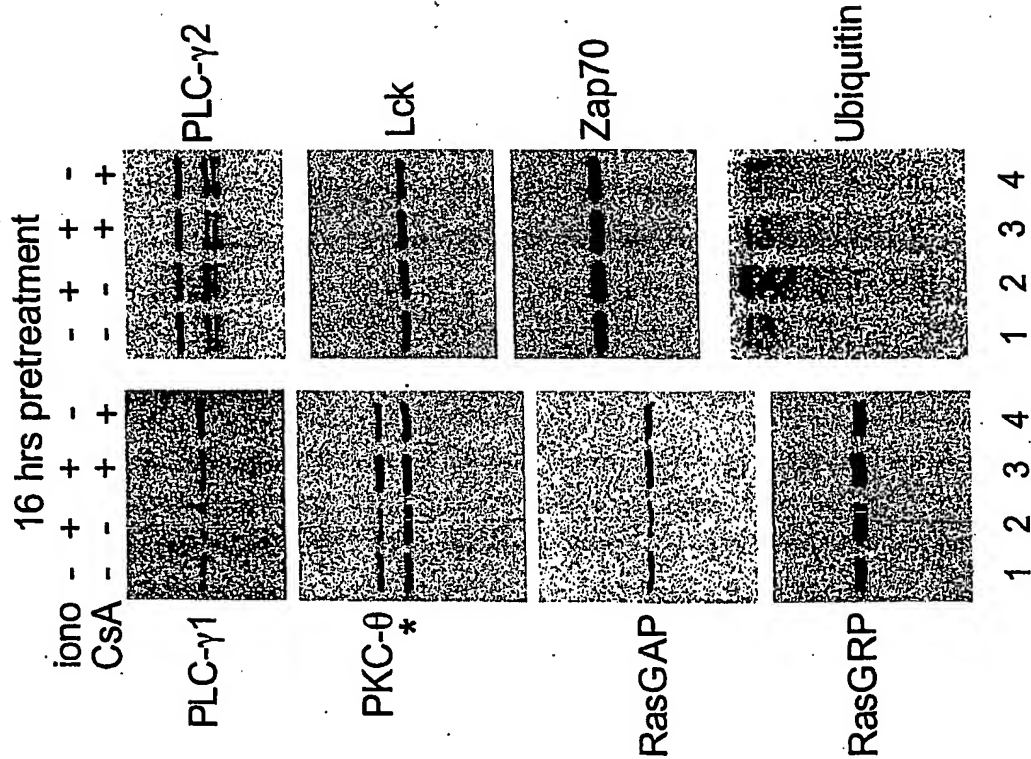 16 hrs pretreatment
iono - + + - - + + -
CsA - - + + - - + +
PLC-γ1 PLC-γ2
PKC-θ Lck
*
RasGAP Zap70
RasGRP Ubiquitin
1 2 3 4 1 2 3 4